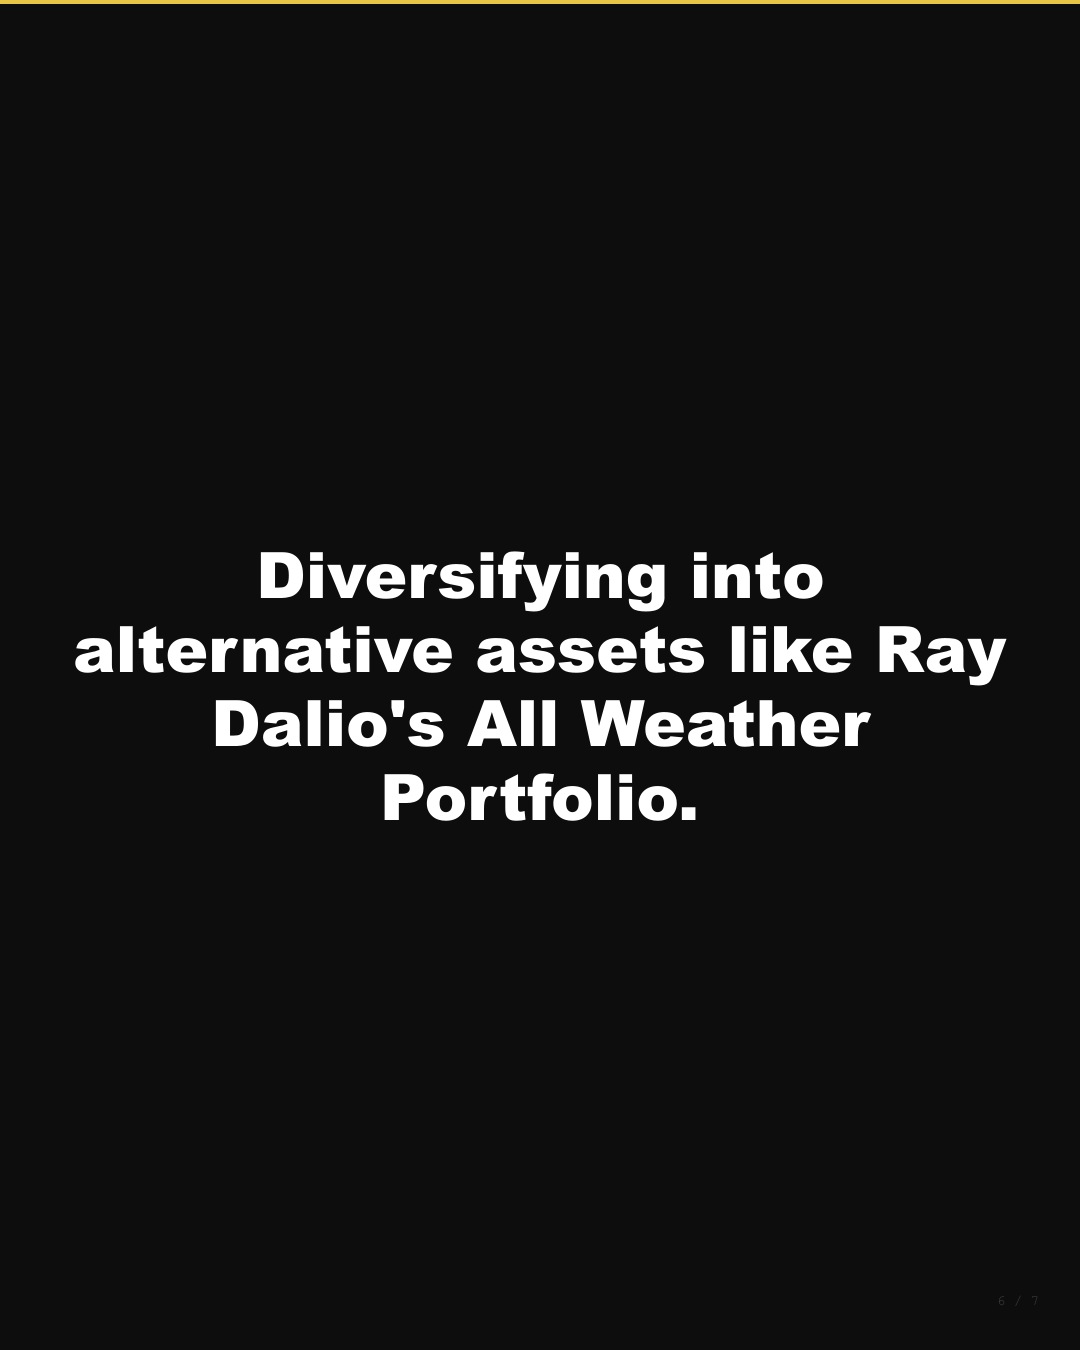 Diversifying into
alternative assets like Ray
Dalio's All Weather
Portfolio.
6 / 7